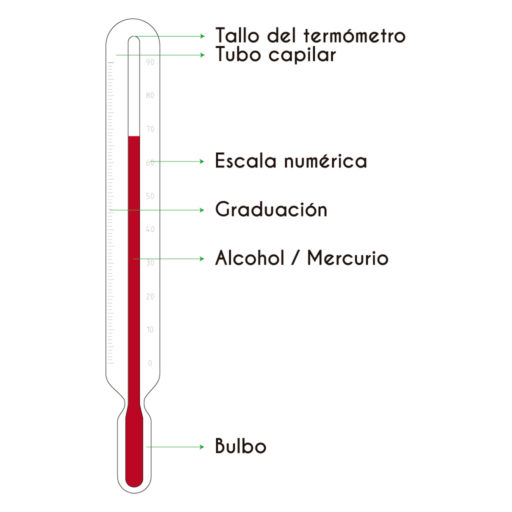 Tallo del termómetro
Tubo capilar
90
80
70
Escala numérica
60
50
Graduación
40
Alcohol / Mercurio
30
20
10
0
Bulbo